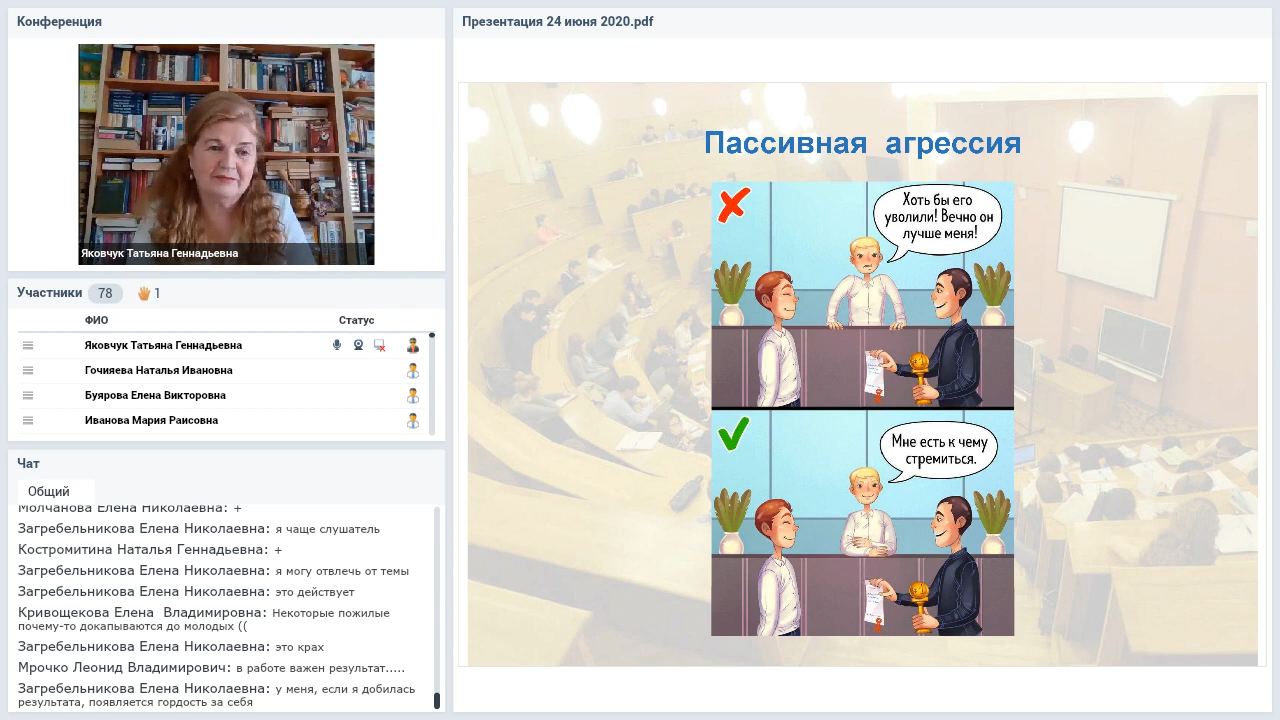 Конференция
Яковчук Татьяна Геннадьевна
Участники 78 1
ФИО Статус
Яковчук Татьяна Геннадьевна
Гочияева Наталья Ивановна
Буярова Елена Викторовна
Иванова Мария Раисовна
Чат
Общий
Молчанова Елена Николаевна: +
Загребельникова Елена Николаевна: я чаще слушатель
Костромитина Наталья Геннадьевна: +
Загребельникова Елена Николаевна: я могу отвлечь от темы
Загребельникова Елена Николаевна: это действует
Кривощекова Елена  Владимировна: Некоторые пожилые
почему-то докапываются до молодых ((
Загребельникова Елена Николаевна: это крах
Мрочко Леонид Владимирович: в работе важен результат.....
Загребельникова Елена Николаевна: у меня, если я добилась
результата, появляется гордость за себя
Презентация 24 июня 2020.pdf
Пассивная агрессия
Хоть бы его
уволили! Вечно он
лучше меня!
Мне есть к чему
стремиться.